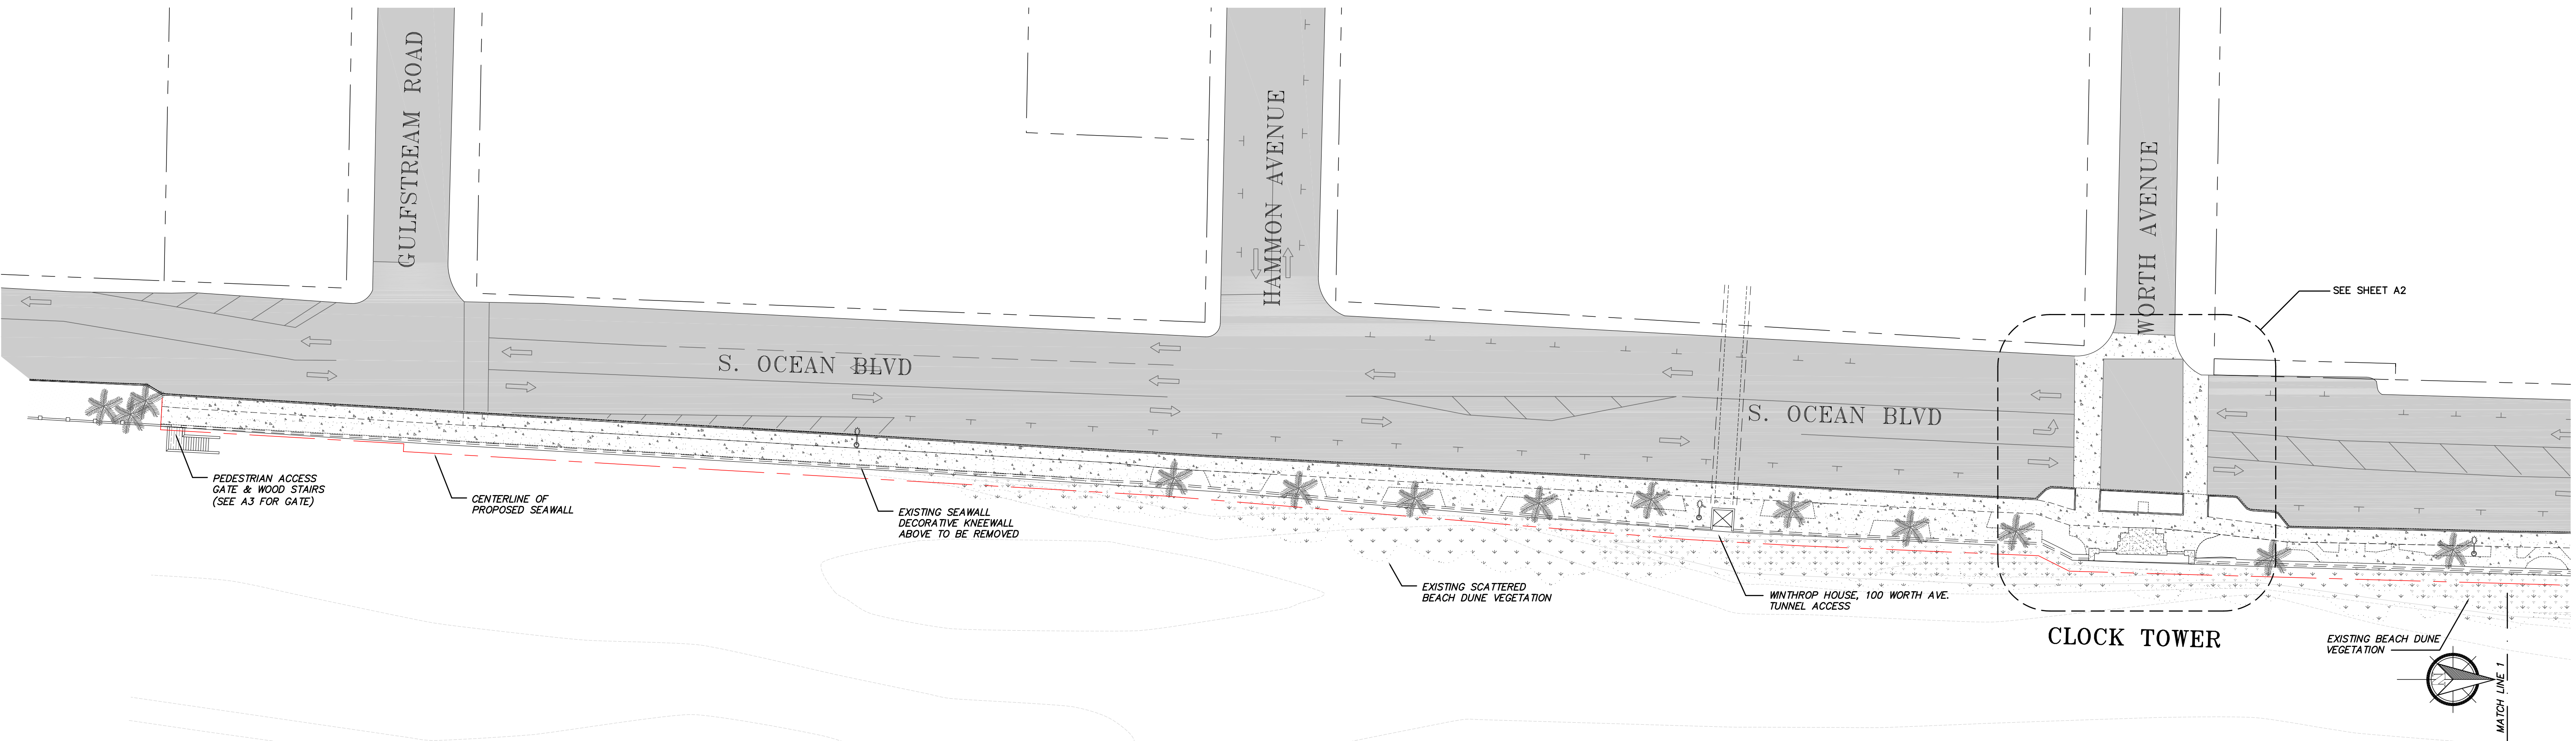 GULFSTREAM ROAD
HAMMON AVENUE
WORTH AVENUE
SEE SHEET A2
S. OCEAN BLVD
S. OCEAN BLVD
PEDESTRIAN ACCESS
GATE & WOOD STAIRS
(SEE A3 FOR GATE)
CENTERLINE OF
PROPOSED SEAWALL
EXISTING SEAWALL
DECORATIVE KNEEWALL
ABOVE TO BE REMOVED
EXISTING SCATTERED
BEACH DUNE VEGETATION
WINTHROP HOUSE, 100 WORTH AVE.
TUNNEL ACCESS
CLOCK TOWER
EXISTING BEACH DUNE
VEGETATION
N
MATCH LINE 1